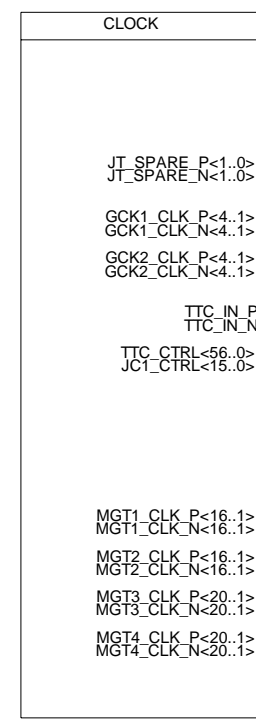 CLOCK
JT_SPARE_P<1..0>
JT_SPARE_N<1..0>
GCK1_CLK_P<4..1>
GCK1_CLK_N<4..1>
GCK2_CLK_P<4..1>
GCK2_CLK_N<4..1>
TTC_IN_P
TTC_IN_N
TTC_CTRL<56..0>
JC1_CTRL<15..0>
MGT1_CLK_P<16..1>
MGT1_CLK_N<16..1>
MGT2_CLK_P<16..1>
MGT2_CLK_N<16..1>
MGT3_CLK_P<20..1>
MGT3_CLK_N<20..1>
MGT4_CLK_P<20..1>
MGT4_CLK_N<20..1>